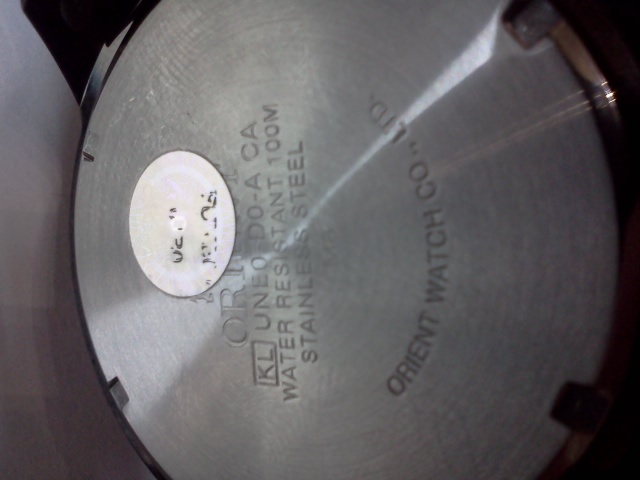 ORIENT
KL UNE0-D0-A CA
WATER RESISTANT 100M
STAINLESS STEEL
ORIENT WATCH CO., LTD.